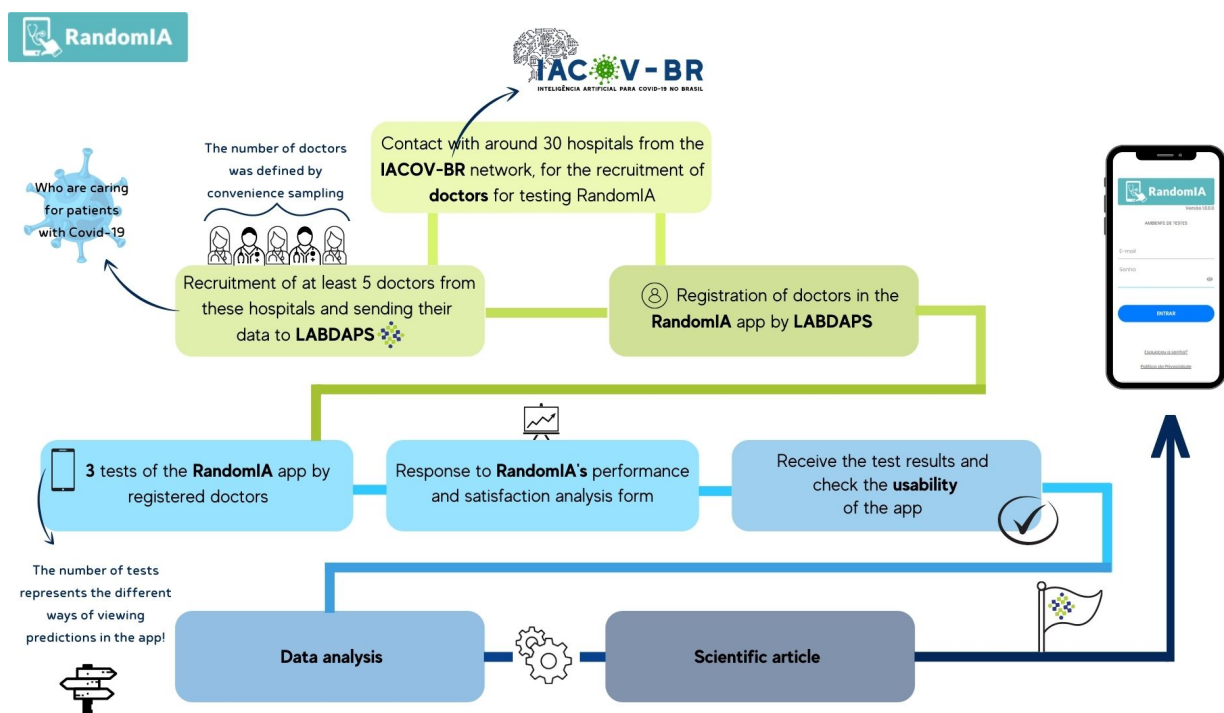 RandomIA
IACOV-BR
INTELIGÊNCIA ARTIFICIAL PARA COVID-19 NO BRASIL
Contact with around 30 hospitals from the
IACOV-BR network, for the recruitment of
doctors for testing RandomIA
The number of doctors
was defined by
convenience sampling
Who are caring
for patients
with Covid-19
Recruitment of at least 5 doctors from
these hospitals and sending their
data to LABDAPS
Registration of doctors in the
RandomIA app by LABDAPS
RandomIA
AMBIENTE DE TESTES
E-mail
Senha
ENTRAR
Esqueceu a senha?
Política de Privacidade
3 tests of the RandomIA app by
registered doctors
Response to RandomIA's performance
and satisfaction analysis form
Receive the test results and
check the usability
of the app
The number of tests
represents the different
ways of viewing
predictions in the app!
Data analysis
Scientific article